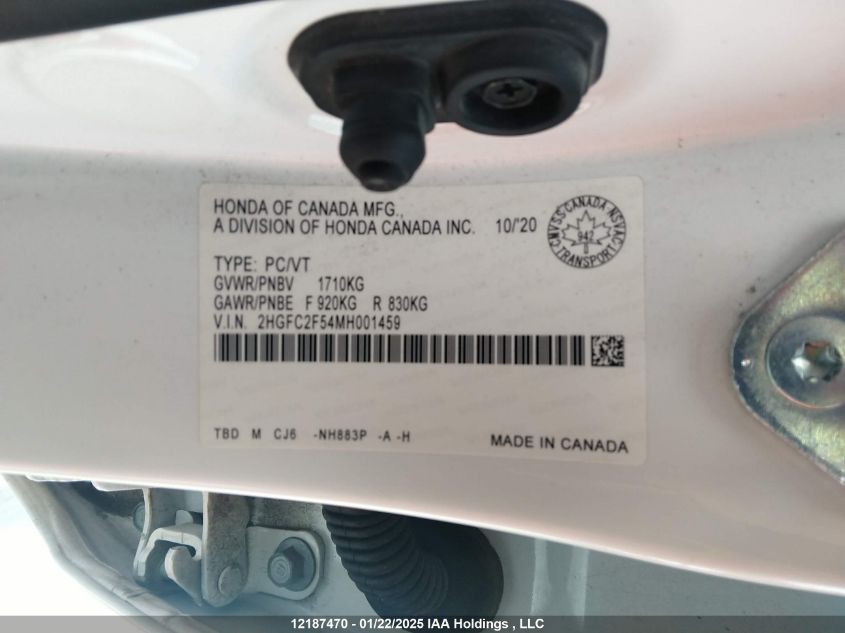 HONDA OF CANADA MFG.,
A DIVISION OF HONDA CANADA INC. 10/'20
CANADA NSVAC TRANSPORT CMVSS
942
TYPE: PC/VT
GVWR/PNBV 1710KG
GAWR/PNBE F 920KG R 830KG
V.I.N. 2HGFC2F54MH001459
TBD M CJ6 -NH883P -A -H
MADE IN CANADA
12187470 - 01/22/2025 IAA Holdings , LLC